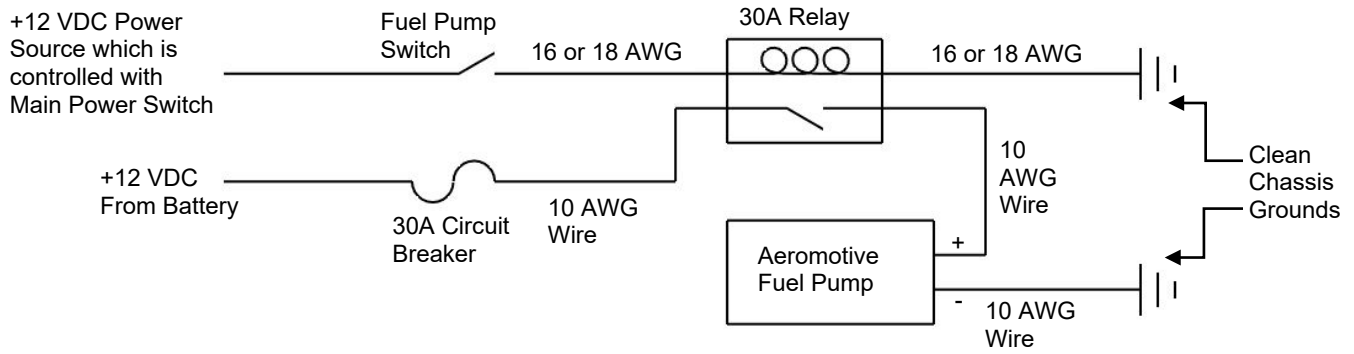 +12 VDC Power
Source which is
controlled with
Main Power Switch
Fuel Pump
Switch
16 or 18 AWG
30A Relay
16 or 18 AWG
+12 VDC
From Battery
30A Circuit
Breaker
10 AWG
Wire
10
AWG
Wire
Clean
Chassis
Grounds
Aeromotive
Fuel Pump
+
-
10 AWG
Wire